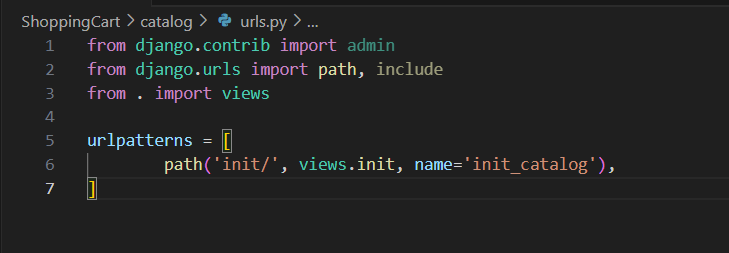 ShoppingCart > catalog > urls.py > ...
1 from django.contrib import admin
2 from django.urls import path, include
3 from . import views
4
5 urlpatterns = [
6 path('init/', views.init, name='init_catalog'),
7 ]